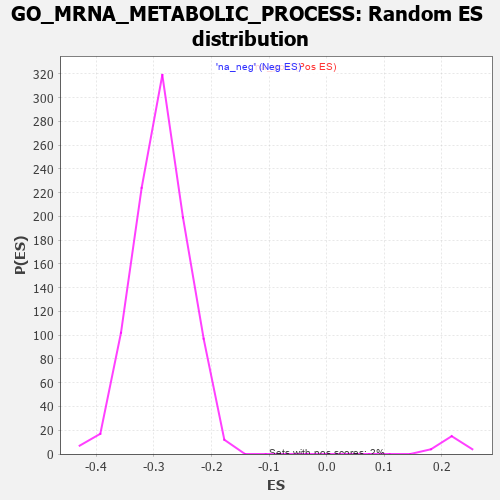 GO_MRNA_METABOLIC_PROCESS: Random ES
distribution
'na_neg' (Neg ES)
Pos ES)
320
300
280
260
240
220
200
180
160
140
120
100
80
60
40
20
0
P(ES)
Sets with pos scores: 2%
-0.4 -0.3 -0.2 -0.1 0.0 0.1 0.2
ES